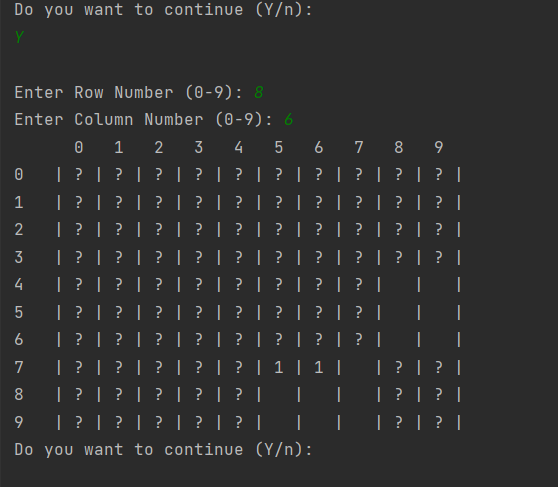 Do you want to continue (Y/n):
Y
Enter Row Number (0-9): 8
Enter Column Number (0-9): 6
      0   1   2   3   4   5   6   7   8   9
0   | ? | ? | ? | ? | ? | ? | ? | ? | ? | ? |
1   | ? | ? | ? | ? | ? | ? | ? | ? | ? | ? |
2   | ? | ? | ? | ? | ? | ? | ? | ? | ? | ? |
3   | ? | ? | ? | ? | ? | ? | ? | ? | ? | ? |
4   | ? | ? | ? | ? | ? | ? | ? | ? |   |   |
5   | ? | ? | ? | ? | ? | ? | ? | ? |   |   |
6   | ? | ? | ? | ? | ? | ? | ? | ? |   |   |
7   | ? | ? | ? | ? | ? | 1 | 1 |   | ? | ? |
8   | ? | ? | ? | ? | ? |   |   |   | ? | ? |
9   | ? | ? | ? | ? | ? |   |   |   | ? | ? |
Do you want to continue (Y/n):